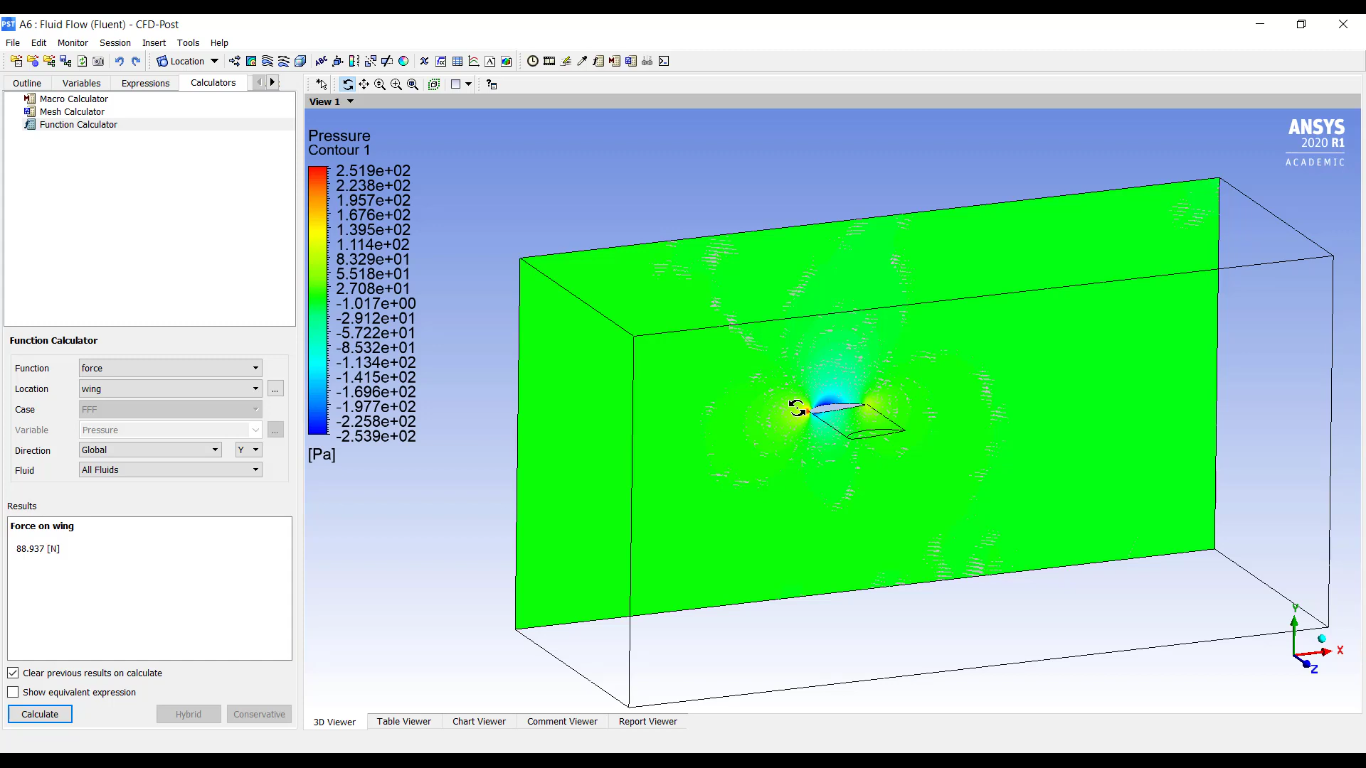 PST A6 : Fluid Flow (Fluent) - CFD-Post
File Edit Monitor Session Insert Tools Help
Location
Outline Variables Expressions Calculators
Macro Calculator
Mesh Calculator
Function Calculator
Function Calculator
Function force
Location wing
Case FFF
Variable Pressure
Direction Global Y
Fluid All Fluids
Results
Force on wing
88.937 [N]
Clear previous results on calculate
Show equivalent expression
Calculate Hybrid Conservative
View 1
Pressure
Contour 1
2.519e+02
2.238e+02
1.957e+02
1.676e+02
1.395e+02
1.114e+02
8.329e+01
5.518e+01
2.708e+01
-1.017e+00
-2.912e+01
-5.722e+01
-8.532e+01
-1.134e+02
-1.415e+02
-1.696e+02
-1.977e+02
-2.258e+02
-2.539e+02
[Pa]
ANSYS
2020 R1
ACADEMIC
Y
X
Z
3D Viewer Table Viewer Chart Viewer Comment Viewer Report Viewer